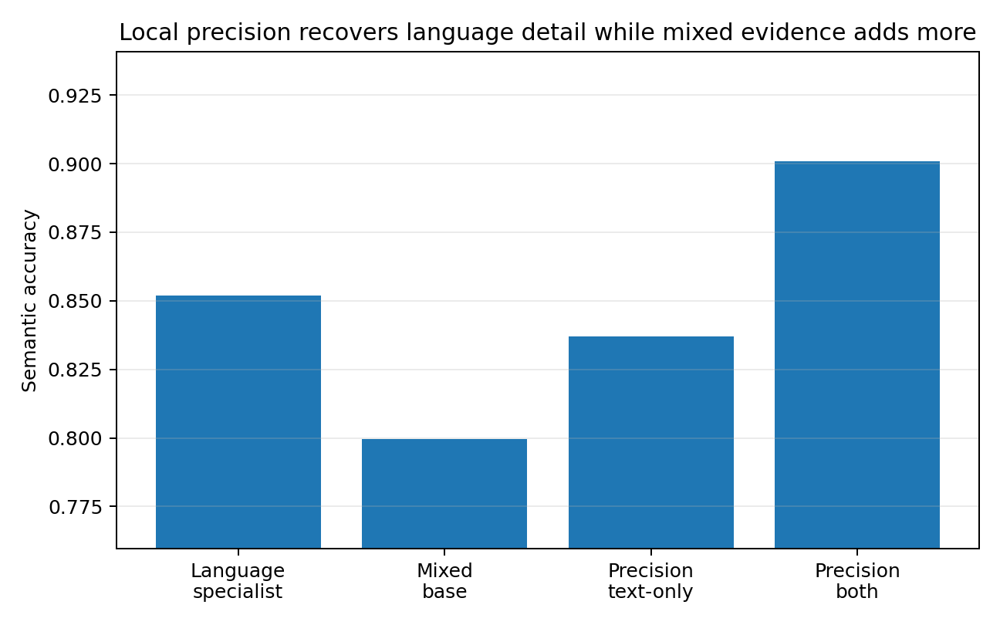 Local precision recovers language detail while mixed evidence adds more
Semantic accuracy
0.925
0.900
0.875
0.850
0.825
0.800
0.775
Language
specialist
Mixed
base
Precision
text-only
Precision
both